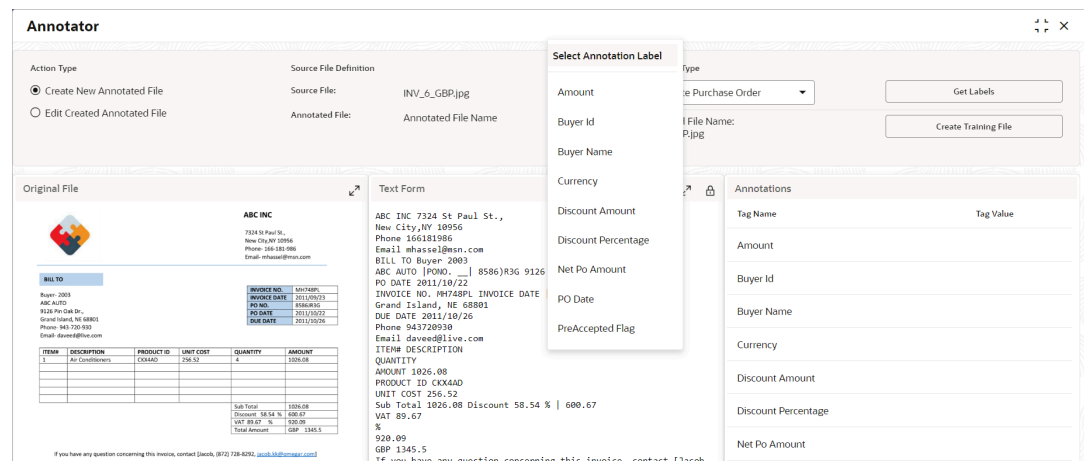 Annotator
Action Type
Create New Annotated File
Edit Created Annotated File
Source File Definition
Source File: INV_6_GBP.jpg
Annotated File: Annotated File Name
Type
e Purchase Order
l File Name:
P.jpg
Get Labels
Create Training File
Select Annotation Label
Amount
Buyer Id
Buyer Name
Currency
Discount Amount
Discount Percentage
Net Po Amount
PO Date
PreAccepted Flag
Original File
ABC INC
7324 St Paul St.,
New City,NY 10956
Phone- 166-181-986
Email- mhassel@msn.com
BILL TO
Buyer- 2003
ABC AUTO
9126 Pin Oak Dr.,
Grand Island, NE 68801
Phone- 943-720-930
Email- daveed@live.com
INVOICE NO. MH748PL
INVOICE DATE 2011/09/23
PO NO. 8586JR3G
PO DATE 2011/10/22
DUE DATE 2011/10/26
ITEM# DESCRIPTION PRODUCT ID UNIT COST QUANTITY AMOUNT
1 Air Conditioners CKX4AD 256.52 4 1026.08
Sub Total 1026.08
Discount 58.54 % 600.67
VAT 89.67 % 920.09
Total Amount GBP 1345.5
If you have any question concerning this invoice, contact [Jacob, (872) 728-8292,
Text Form
ABC INC 7324 St Paul St.,
New City,NY 10956
Phone 166181986
Email mhassel@msn.com
BILL TO Buyer 2003
ABC AUTO |PONO. __| 8586)R3G 9126
PO DATE 2011/10/22
INVOICE NO. MH748PL INVOICE DATE
Grand Island, NE 68801
DUE DATE 2011/10/26
Phone 943720930
Email daveed@live.com
ITEM# DESCRIPTION
QUANTITY
AMOUNT 1026.08
PRODUCT ID CKX4AD
UNIT COST 256.52
Sub Total 1026.08 Discount 58.54 % | 600.67
VAT 89.67
%
920.09
GBP 1345.5
If you have any question concerning this invoice, contact [Jacob
Annotations
Tag Name Tag Value
Amount
Buyer Id
Buyer Name
Currency
Discount Amount
Discount Percentage
Net Po Amount